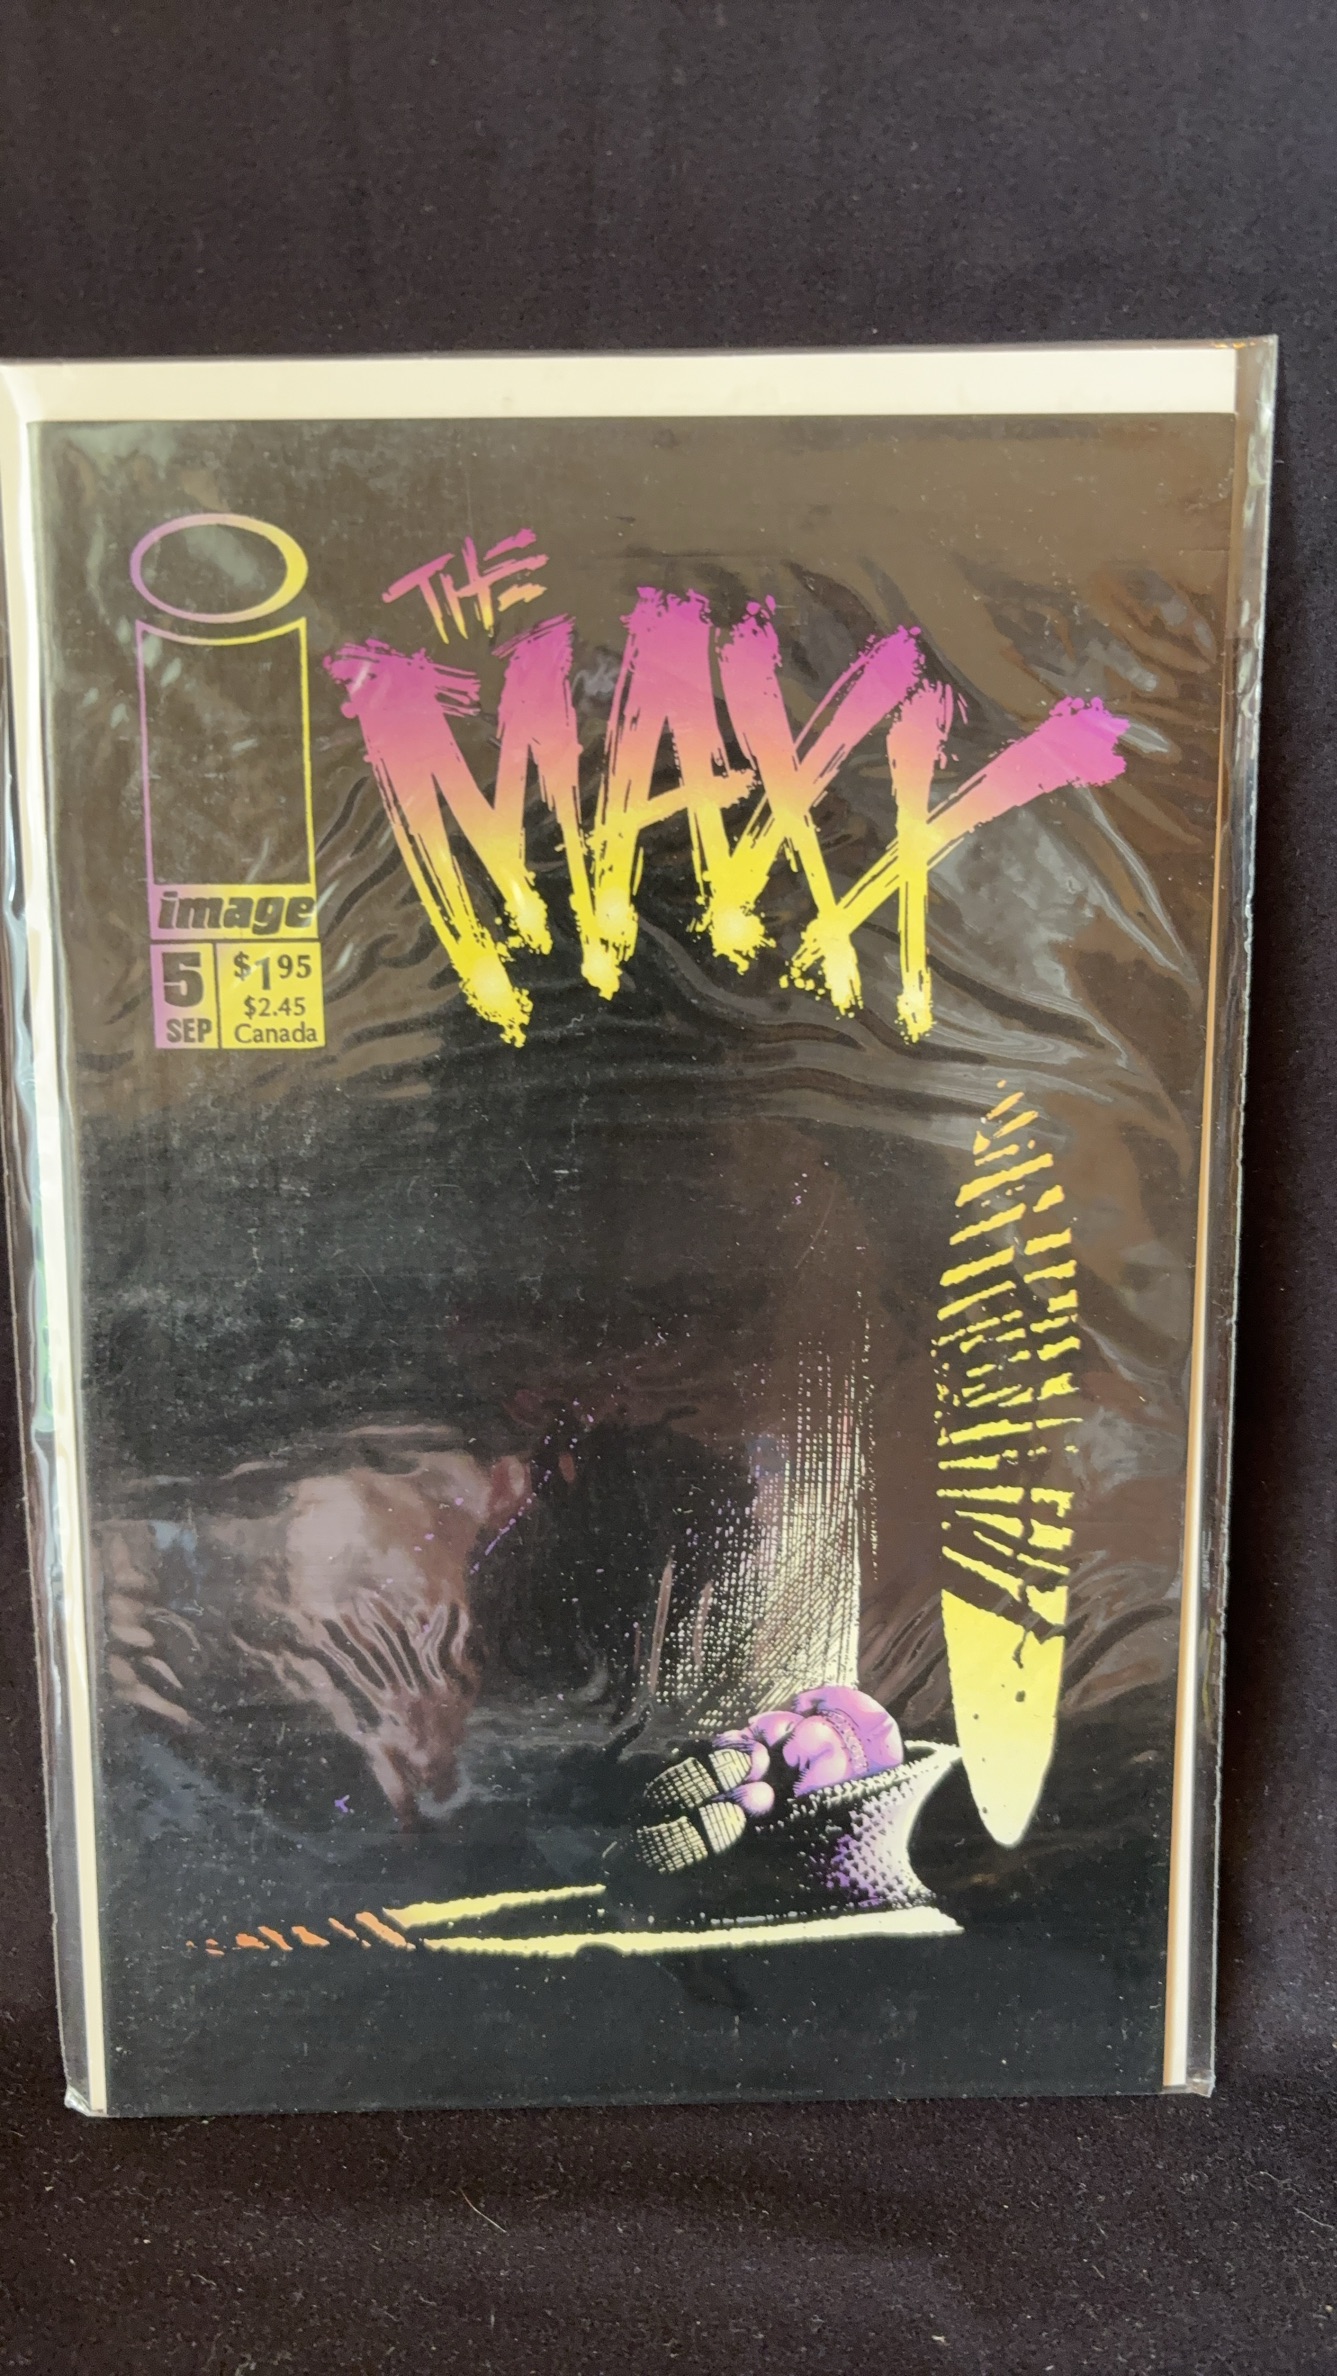 THE
MAXX
image
5
SEP
$1.95
$2.45
Canada